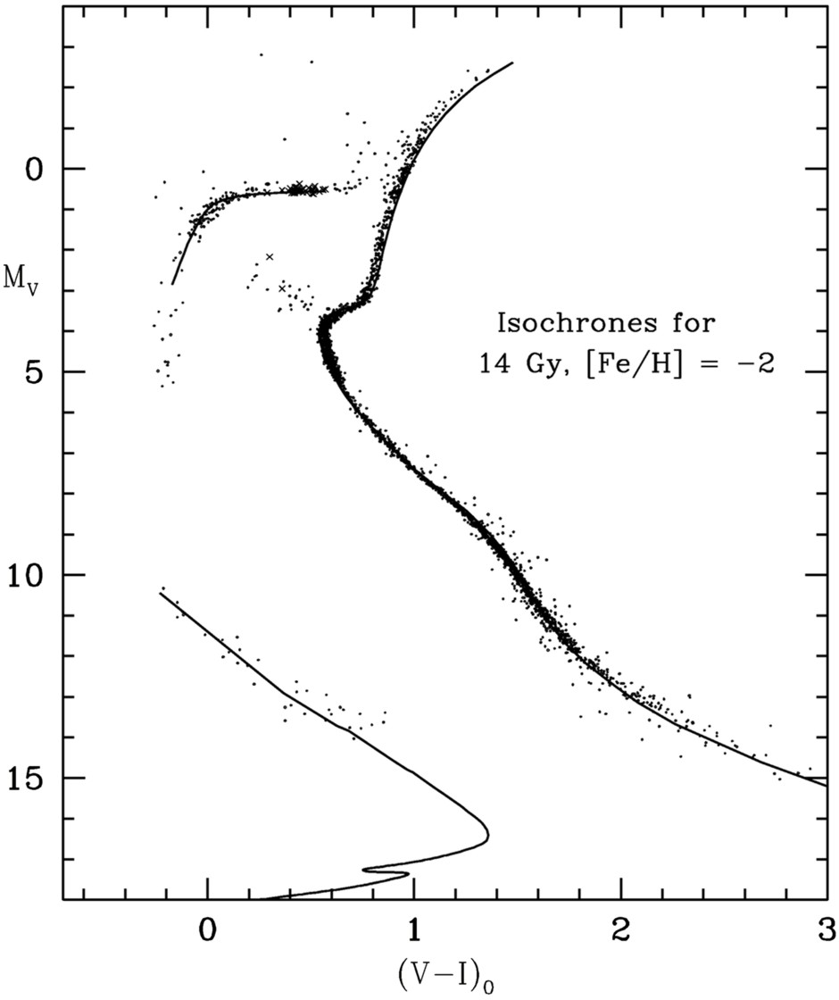 0
M_V
Isochrones for
14 Gy, [Fe/H] = −2
5
10
15
0 1 2 3
(V−I)_0